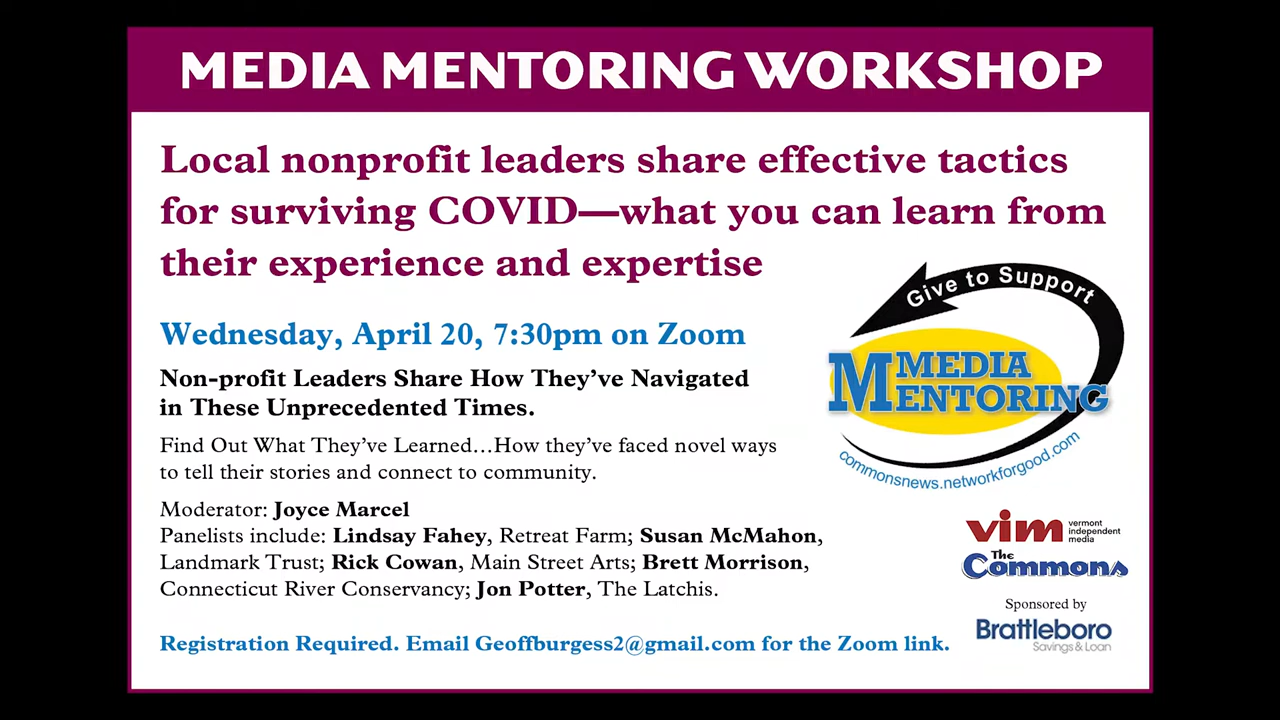 MEDIA MENTORING WORKSHOP
Local nonprofit leaders share effective tactics
for surviving COVID—what you can learn from
their experience and expertise
Wednesday, April 20, 7:30pm on Zoom
Non-profit Leaders Share How They’ve Navigated
in These Unprecedented Times.
Find Out What They’ve Learned…How they’ve faced novel ways
to tell their stories and connect to community.
Moderator: Joyce Marcel
Panelists include: Lindsay Fahey, Retreat Farm; Susan McMahon,
Landmark Trust; Rick Cowan, Main Street Arts; Brett Morrison,
Connecticut River Conservancy; Jon Potter, The Latchis.
Registration Required. Email Geoffburgess2@gmail.com for the Zoom link.
Give to Support
M MEDIA
MENTORING
commonsnews.networkforgood.com
vim vermont
independent
media
The
Commons
Sponsored by
Brattleboro
Savings & Loan